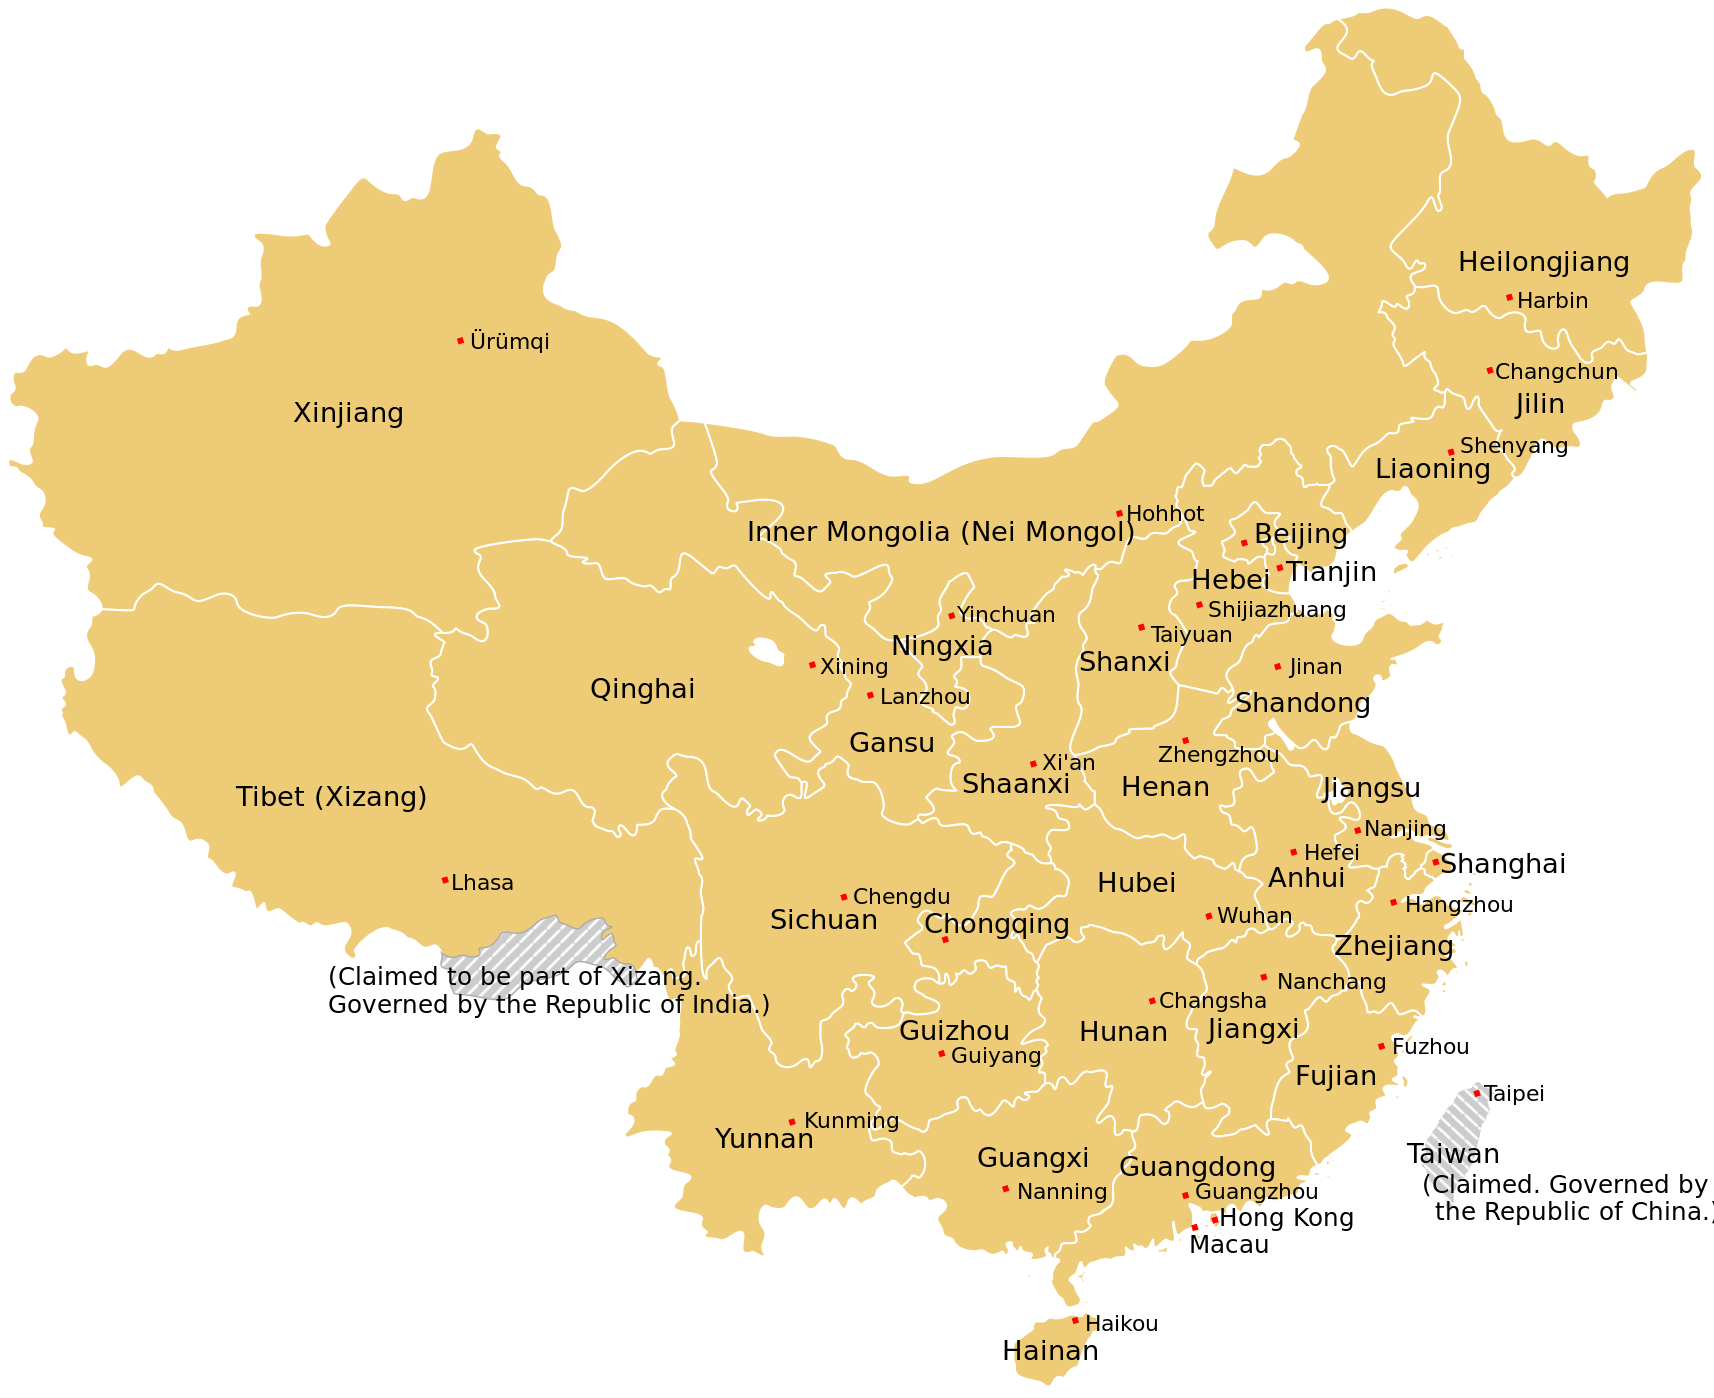 Heilongjiang
Harbin
Ürümqi
Changchun
Jilin
Xinjiang
Shenyang
Liaoning
Hohhot
Inner Mongolia (Nei Mongol)
Beijing
Tianjin
Hebei
Shijiazhuang
Yinchuan
Taiyuan
Ningxia
Shanxi
Xining
Jinan
Qinghai
Lanzhou
Shandong
Gansu
Zhengzhou
Xi'an
Shaanxi
Henan
Jiangsu
Tibet (Xizang)
Nanjing
Hefei
Shanghai
Anhui
Lhasa
Hubei
Chengdu
Hangzhou
Sichuan
Chongqing
Wuhan
Zhejiang
(Claimed to be part of Xizang.
Governed by the Republic of India.)
Nanchang
Changsha
Guizhou
Hunan
Jiangxi
Guiyang
Fuzhou
Fujian
Taipei
Kunming
Yunnan
Taiwan
(Claimed. Governed by
the Republic of China.)
Guangxi
Guangdong
Nanning
Guangzhou
Hong Kong
Macau
Haikou
Hainan